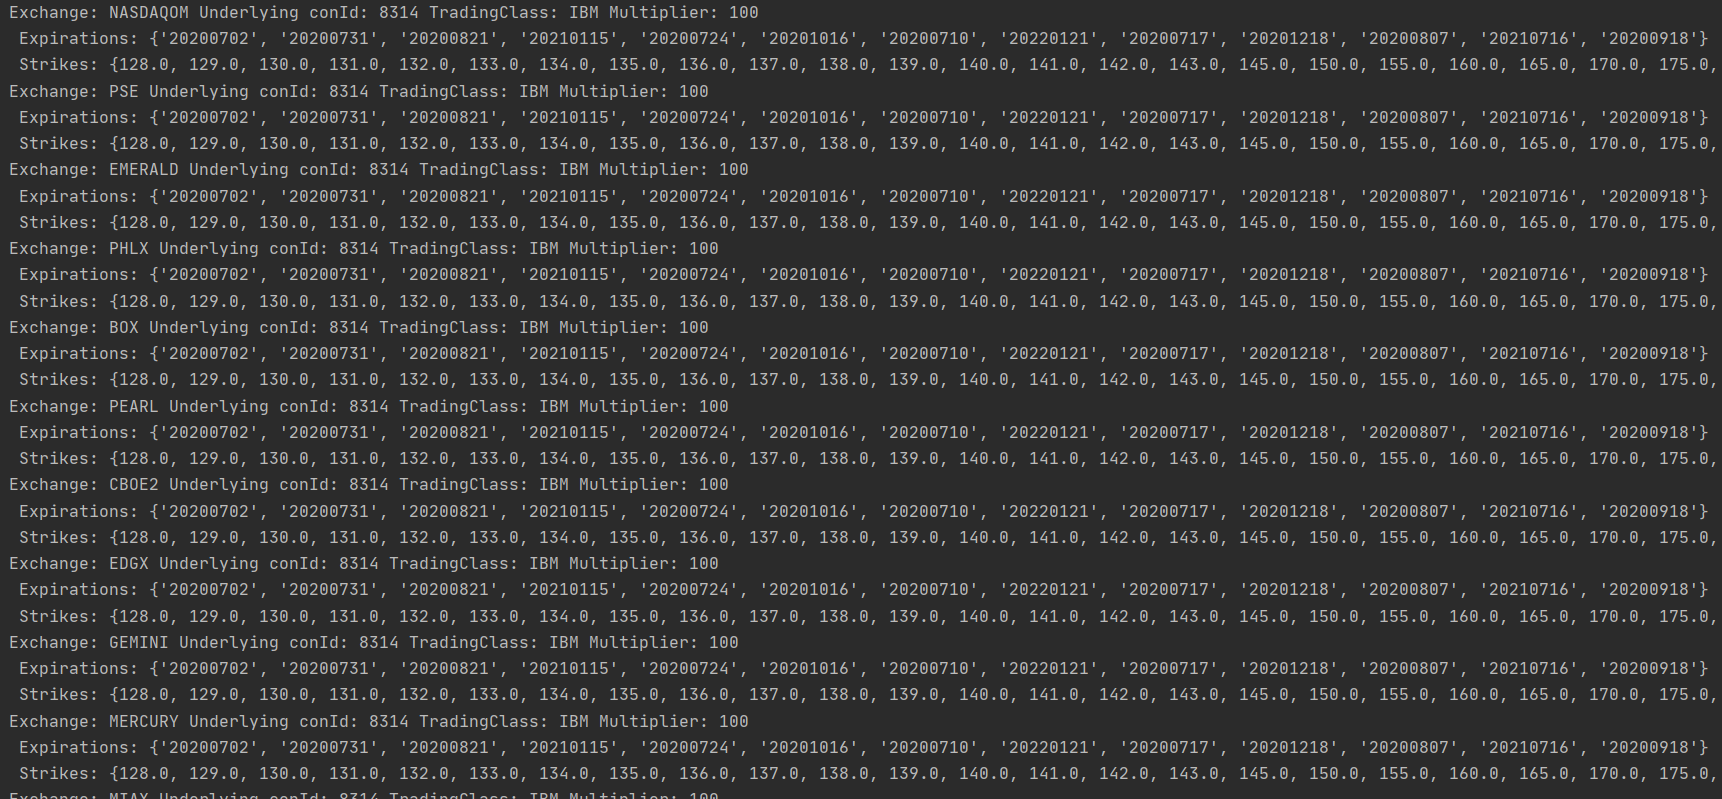 Exchange: NASDAQOM Underlying conId: 8314 TradingClass: IBM Multiplier: 100
Expirations: {'20200702', '20200731', '20200821', '20210115', '20200724', '20201016', '20200710', '20220121', '20200717', '20201218', '20200807', '20210716', '20200918'}
Strikes: {128.0, 129.0, 130.0, 131.0, 132.0, 133.0, 134.0, 135.0, 136.0, 137.0, 138.0, 139.0, 140.0, 141.0, 142.0, 143.0, 145.0, 150.0, 155.0, 160.0, 165.0, 170.0, 175.0,
Exchange: PSE Underlying conId: 8314 TradingClass: IBM Multiplier: 100
Expirations: {'20200702', '20200731', '20200821', '20210115', '20200724', '20201016', '20200710', '20220121', '20200717', '20201218', '20200807', '20210716', '20200918'}
Strikes: {128.0, 129.0, 130.0, 131.0, 132.0, 133.0, 134.0, 135.0, 136.0, 137.0, 138.0, 139.0, 140.0, 141.0, 142.0, 143.0, 145.0, 150.0, 155.0, 160.0, 165.0, 170.0, 175.0,
Exchange: EMERALD Underlying conId: 8314 TradingClass: IBM Multiplier: 100
Expirations: {'20200702', '20200731', '20200821', '20210115', '20200724', '20201016', '20200710', '20220121', '20200717', '20201218', '20200807', '20210716', '20200918'}
Strikes: {128.0, 129.0, 130.0, 131.0, 132.0, 133.0, 134.0, 135.0, 136.0, 137.0, 138.0, 139.0, 140.0, 141.0, 142.0, 143.0, 145.0, 150.0, 155.0, 160.0, 165.0, 170.0, 175.0,
Exchange: PHLX Underlying conId: 8314 TradingClass: IBM Multiplier: 100
Expirations: {'20200702', '20200731', '20200821', '20210115', '20200724', '20201016', '20200710', '20220121', '20200717', '20201218', '20200807', '20210716', '20200918'}
Strikes: {128.0, 129.0, 130.0, 131.0, 132.0, 133.0, 134.0, 135.0, 136.0, 137.0, 138.0, 139.0, 140.0, 141.0, 142.0, 143.0, 145.0, 150.0, 155.0, 160.0, 165.0, 170.0, 175.0,
Exchange: BOX Underlying conId: 8314 TradingClass: IBM Multiplier: 100
Expirations: {'20200702', '20200731', '20200821', '20210115', '20200724', '20201016', '20200710', '20220121', '20200717', '20201218', '20200807', '20210716', '20200918'}
Strikes: {128.0, 129.0, 130.0, 131.0, 132.0, 133.0, 134.0, 135.0, 136.0, 137.0, 138.0, 139.0, 140.0, 141.0, 142.0, 143.0, 145.0, 150.0, 155.0, 160.0, 165.0, 170.0, 175.0,
Exchange: PEARL Underlying conId: 8314 TradingClass: IBM Multiplier: 100
Expirations: {'20200702', '20200731', '20200821', '20210115', '20200724', '20201016', '20200710', '20220121', '20200717', '20201218', '20200807', '20210716', '20200918'}
Strikes: {128.0, 129.0, 130.0, 131.0, 132.0, 133.0, 134.0, 135.0, 136.0, 137.0, 138.0, 139.0, 140.0, 141.0, 142.0, 143.0, 145.0, 150.0, 155.0, 160.0, 165.0, 170.0, 175.0,
Exchange: CBOE2 Underlying conId: 8314 TradingClass: IBM Multiplier: 100
Expirations: {'20200702', '20200731', '20200821', '20210115', '20200724', '20201016', '20200710', '20220121', '20200717', '20201218', '20200807', '20210716', '20200918'}
Strikes: {128.0, 129.0, 130.0, 131.0, 132.0, 133.0, 134.0, 135.0, 136.0, 137.0, 138.0, 139.0, 140.0, 141.0, 142.0, 143.0, 145.0, 150.0, 155.0, 160.0, 165.0, 170.0, 175.0,
Exchange: EDGX Underlying conId: 8314 TradingClass: IBM Multiplier: 100
Expirations: {'20200702', '20200731', '20200821', '20210115', '20200724', '20201016', '20200710', '20220121', '20200717', '20201218', '20200807', '20210716', '20200918'}
Strikes: {128.0, 129.0, 130.0, 131.0, 132.0, 133.0, 134.0, 135.0, 136.0, 137.0, 138.0, 139.0, 140.0, 141.0, 142.0, 143.0, 145.0, 150.0, 155.0, 160.0, 165.0, 170.0, 175.0,
Exchange: GEMINI Underlying conId: 8314 TradingClass: IBM Multiplier: 100
Expirations: {'20200702', '20200731', '20200821', '20210115', '20200724', '20201016', '20200710', '20220121', '20200717', '20201218', '20200807', '20210716', '20200918'}
Strikes: {128.0, 129.0, 130.0, 131.0, 132.0, 133.0, 134.0, 135.0, 136.0, 137.0, 138.0, 139.0, 140.0, 141.0, 142.0, 143.0, 145.0, 150.0, 155.0, 160.0, 165.0, 170.0, 175.0,
Exchange: MERCURY Underlying conId: 8314 TradingClass: IBM Multiplier: 100
Expirations: {'20200702', '20200731', '20200821', '20210115', '20200724', '20201016', '20200710', '20220121', '20200717', '20201218', '20200807', '20210716', '20200918'}
Strikes: {128.0, 129.0, 130.0, 131.0, 132.0, 133.0, 134.0, 135.0, 136.0, 137.0, 138.0, 139.0, 140.0, 141.0, 142.0, 143.0, 145.0, 150.0, 155.0, 160.0, 165.0, 170.0, 175.0,
Exchange: MIAX Underlying conId: 8314 TradingClass: IBM Multiplier: 100